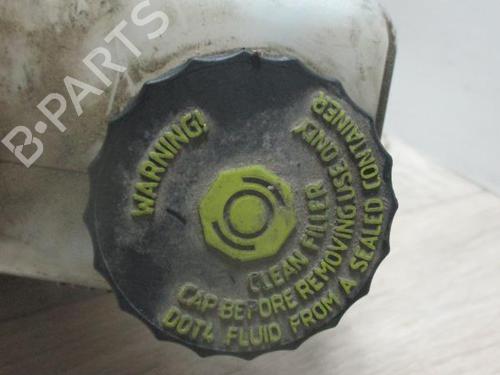 B-PARTS
WARNING!
CLEAN FILLER
CAP BEFORE REMOVING USE ONLY
DOT4 FLUID FROM A SEALED CONTAINER